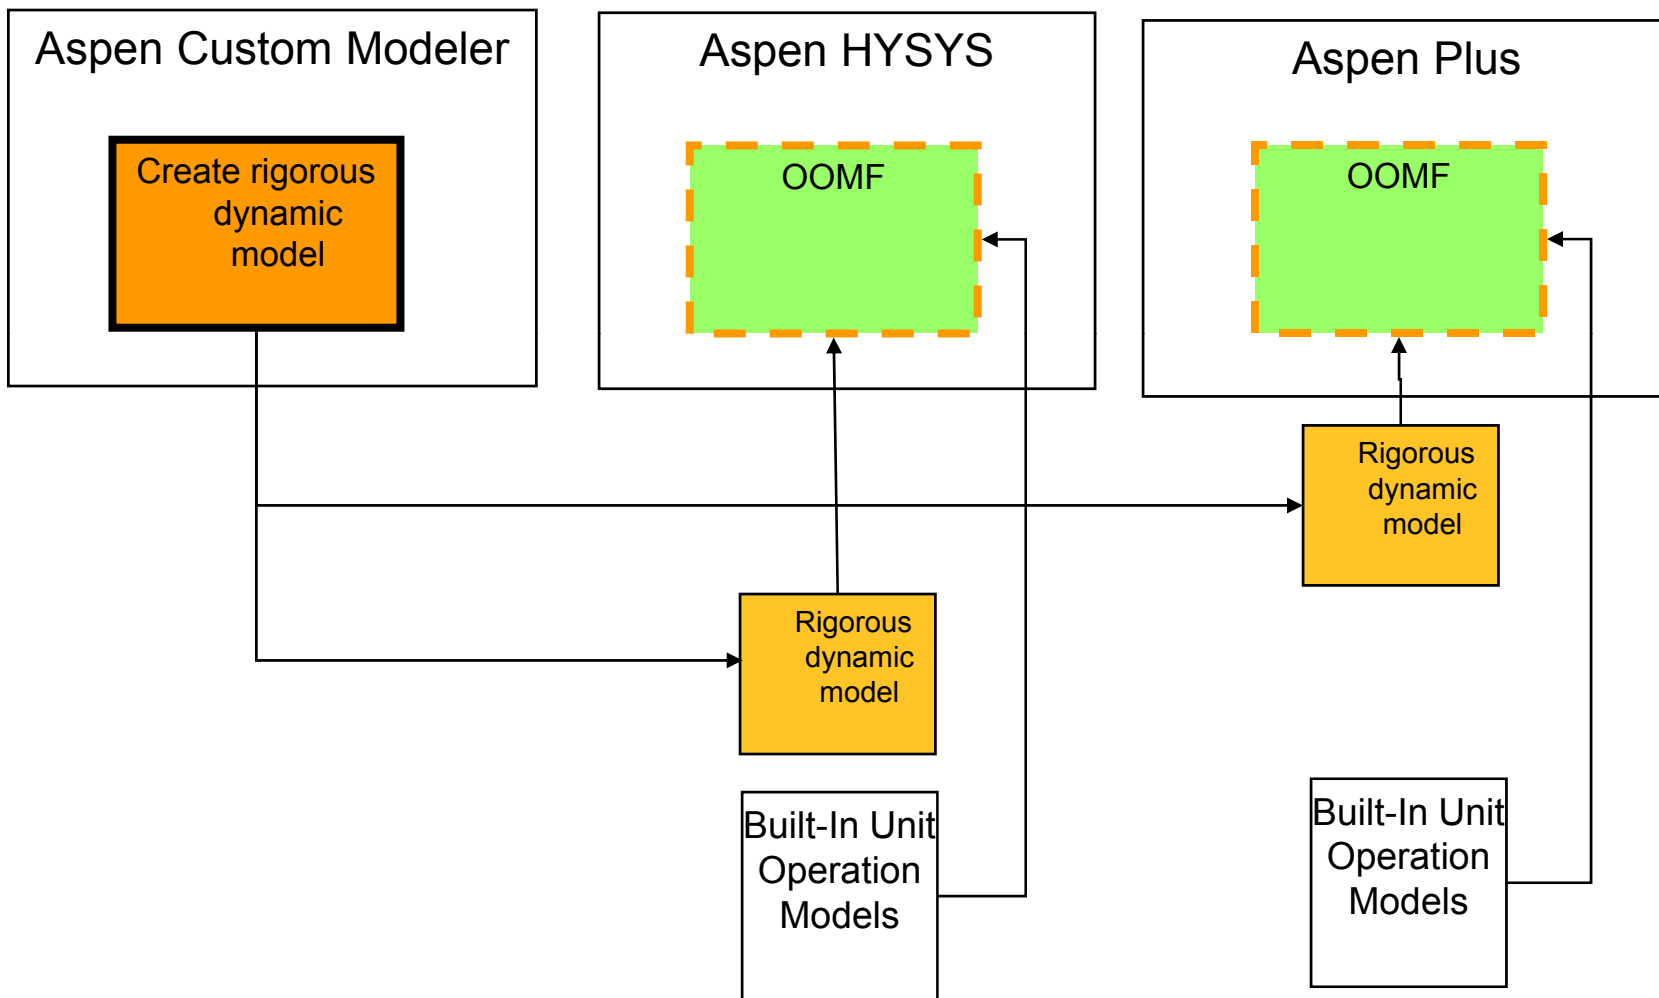 Aspen Custom Modeler
Create rigorous
dynamic
model
Aspen HYSYS
OOMF
Aspen Plus
OOMF
Rigorous
dynamic
model
Rigorous
dynamic
model
Built-In Unit
Operation
Models
Built-In Unit
Operation
Models